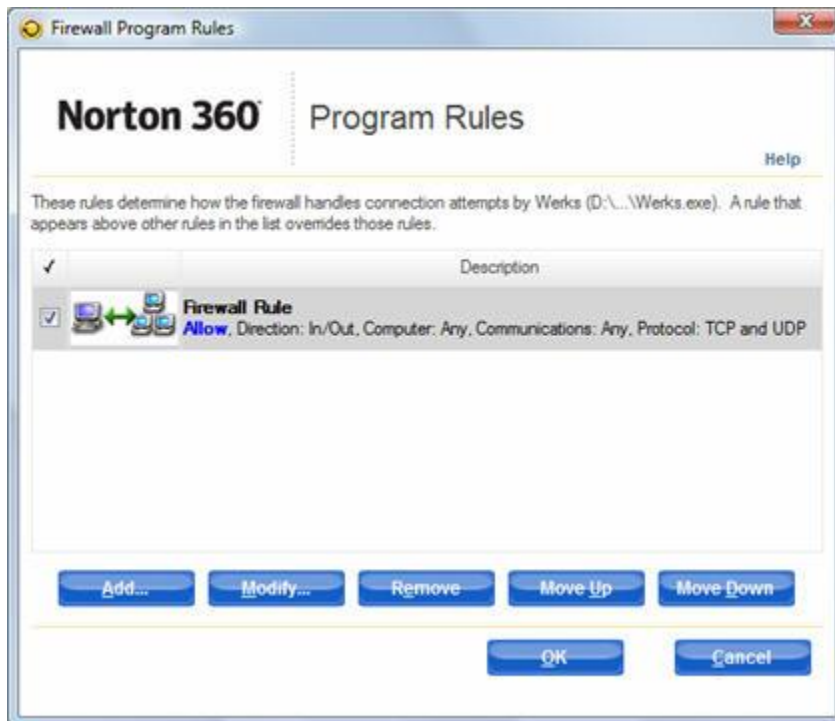 Firewall Program Rules
Norton 360
Program Rules
Help
These rules determine how the firewall handles connection attempts by Werks (D:\...\Werks.exe). A rule that
appears above other rules in the list overrides those rules.
✓ Description
Firewall Rule
Allow, Direction: In/Out, Computer: Any, Communications: Any, Protocol: TCP and UDP
Add... Modify... Remove Move Up Move Down
OK Cancel